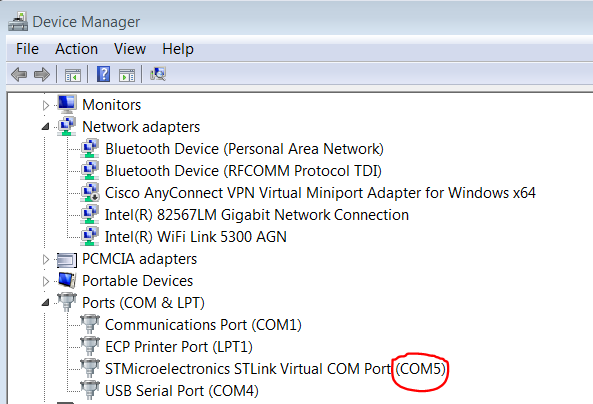 Device Manager
File Action View Help
Monitors
Network adapters
Bluetooth Device (Personal Area Network)
Bluetooth Device (RFCOMM Protocol TDI)
Cisco AnyConnect VPN Virtual Miniport Adapter for Windows x64
Intel(R) 82567LM Gigabit Network Connection
Intel(R) WiFi Link 5300 AGN
PCMCIA adapters
Portable Devices
Ports (COM & LPT)
Communications Port (COM1)
ECP Printer Port (LPT1)
STMicroelectronics STLink Virtual COM Port (COM5)
USB Serial Port (COM4)